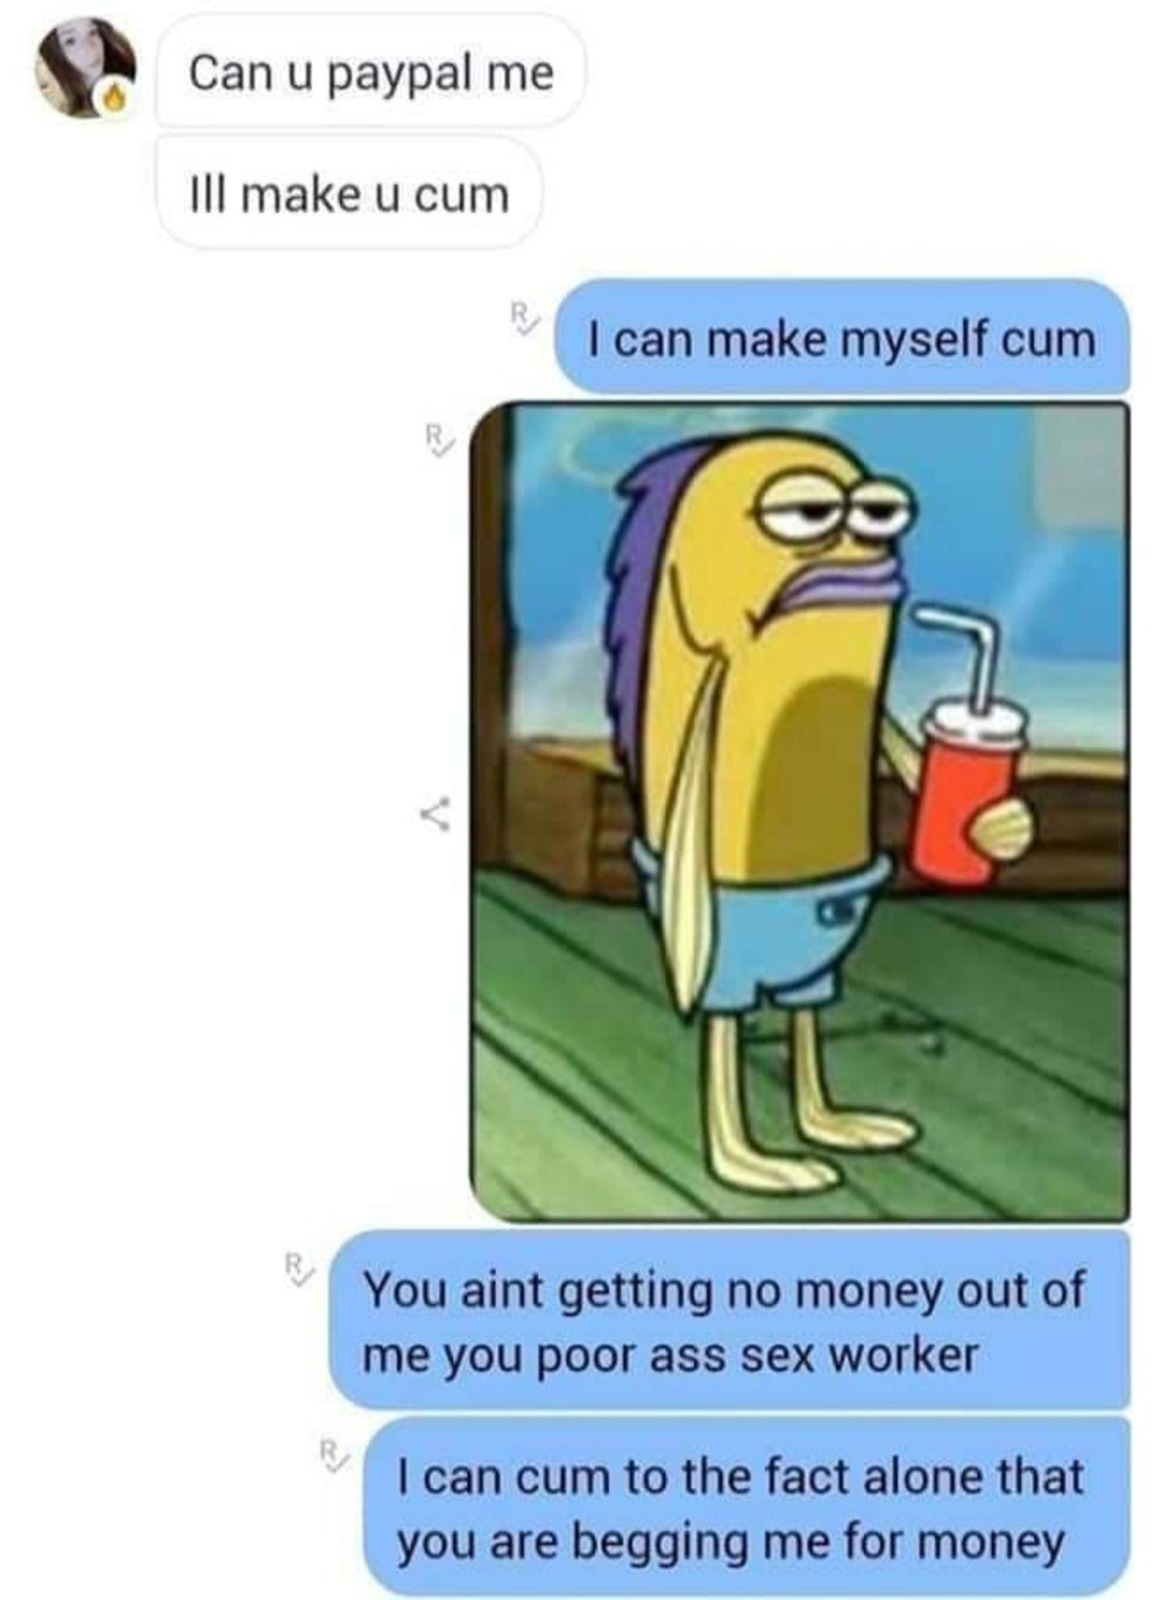 Can u paypal me
Ill make u cum
R
I can make myself cum
R
R
You aint getting no money out of
me you poor ass sex worker
R
I can cum to the fact alone that
you are begging me for money